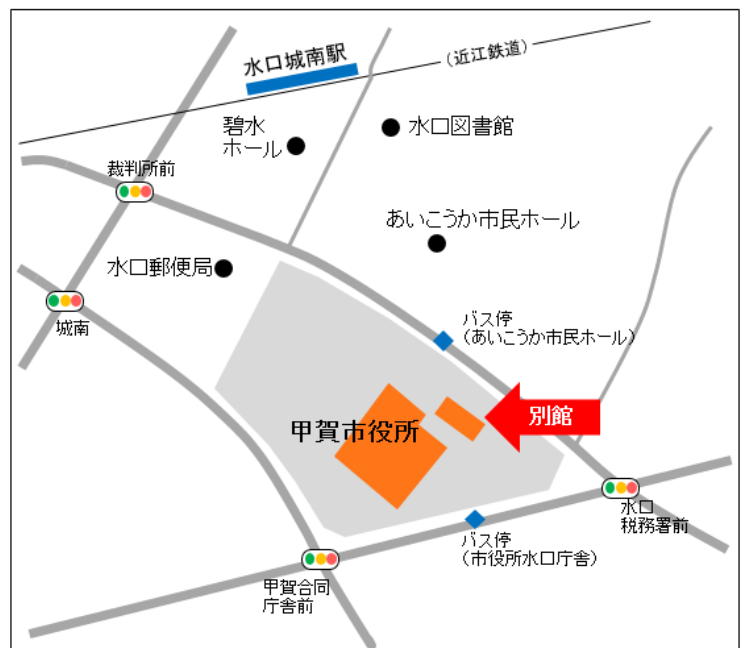 水口城南駅
(近江鉄道)
碧水
ホール
水口図書館
裁判所前
あいこうか市民ホール
水口郵便局
城南
バス停
(あいこうか市民ホール)
別館
甲賀市役所
水口
税務署前
バス停
(市役所水口庁舎)
甲賀合同
庁舎前